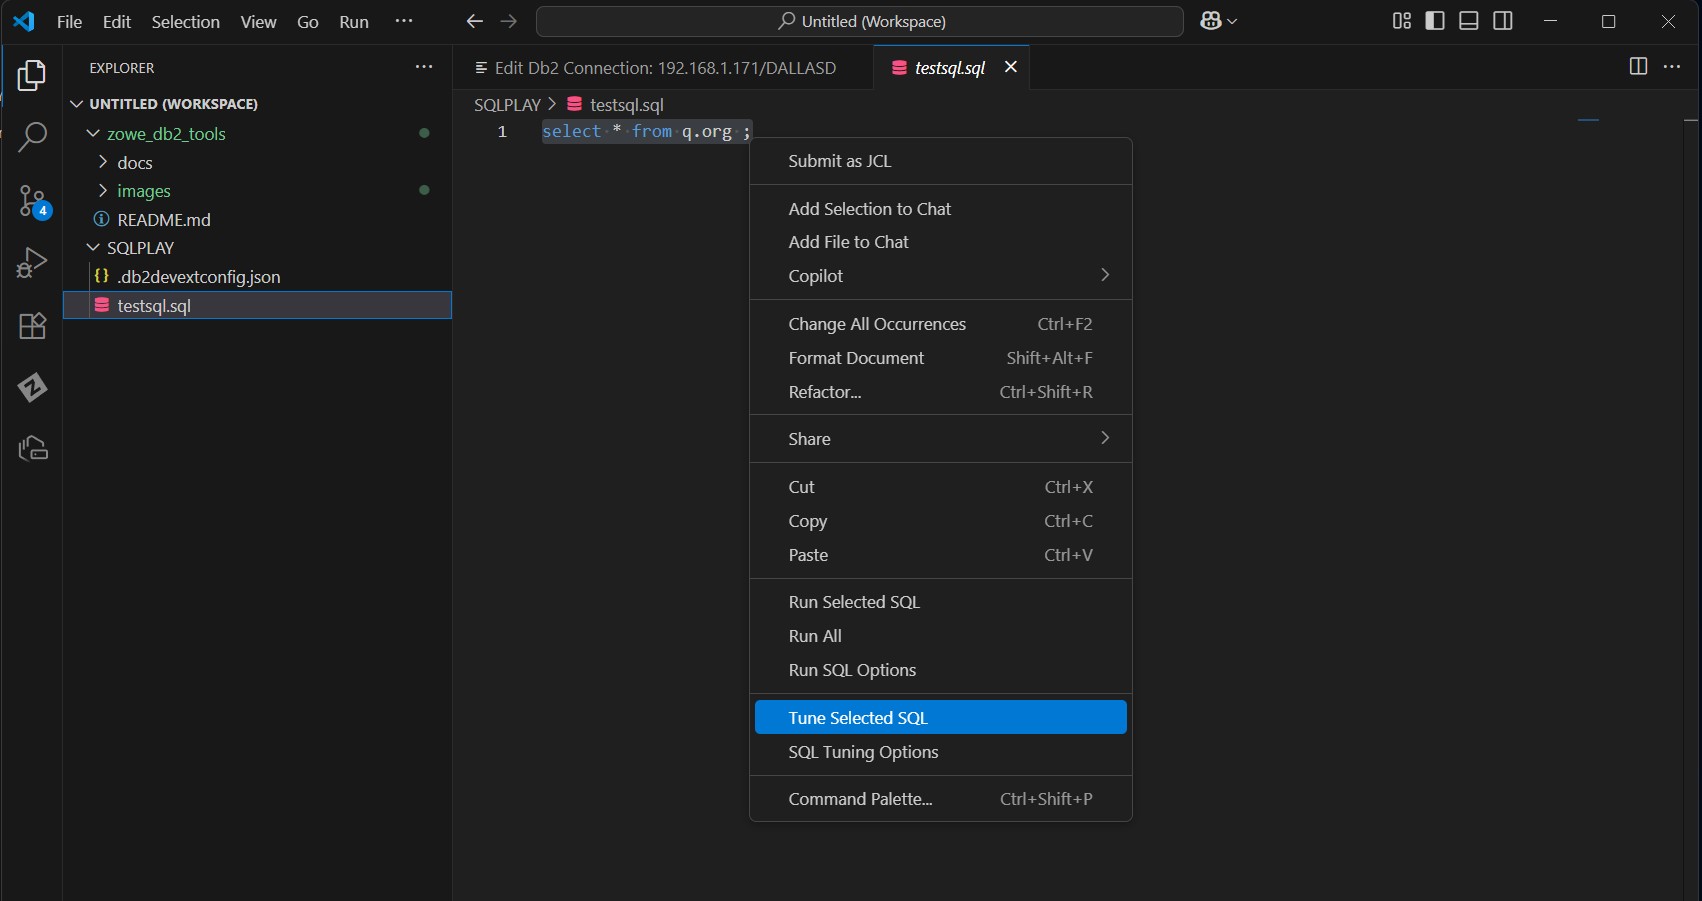 File Edit Selection View Go Run ···
Untitled (Workspace)
EXPLORER
Edit Db2 Connection: 192.168.1.171/DALLASD
testsql.sql
UNTITLED (WORKSPACE)
zowe_db2_tools
docs
images
README.md
SQLPLAY
{} .db2devextconfig.json
testsql.sql
4
SQLPLAY > testsql.sql
1 select * from q.org ;
Submit as JCL
Add Selection to Chat
Add File to Chat
Copilot
Change All Occurrences Ctrl+F2
Format Document Shift+Alt+F
Refactor... Ctrl+Shift+R
Share
Cut Ctrl+X
Copy Ctrl+C
Paste Ctrl+V
Run Selected SQL
Run All
Run SQL Options
Tune Selected SQL
SQL Tuning Options
Command Palette... Ctrl+Shift+P